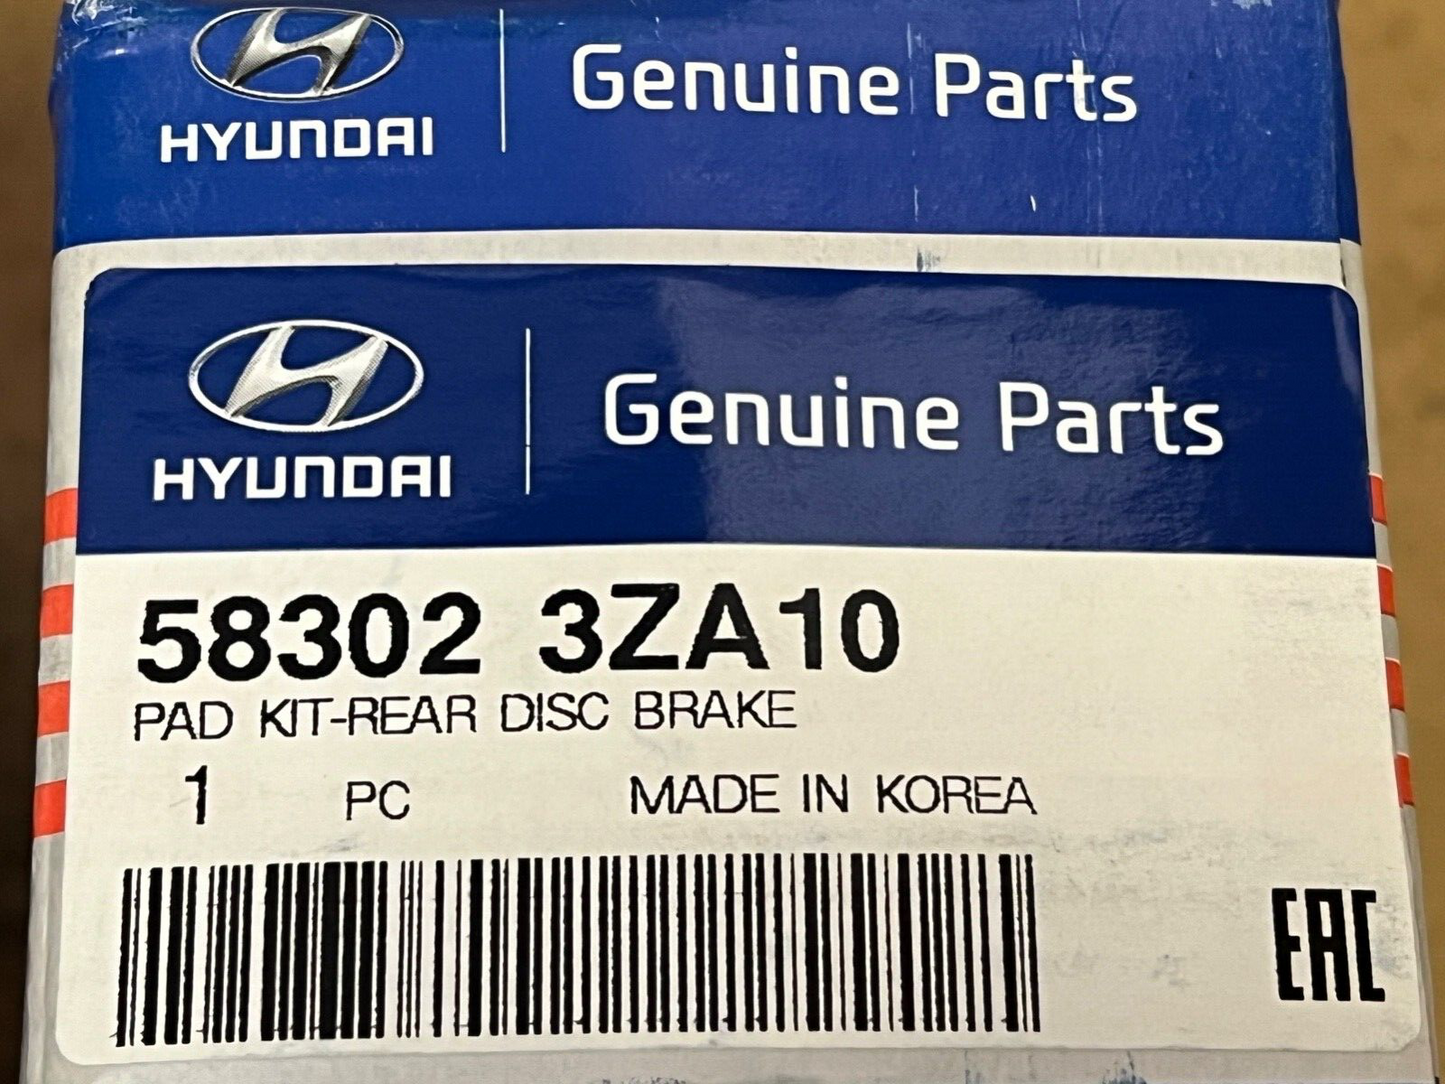 HYUNDAI
Genuine Parts
HYUNDAI
Genuine Parts
58302 3ZA10
PAD KIT-REAR DISC BRAKE
1 PC MADE IN KOREA
EAC